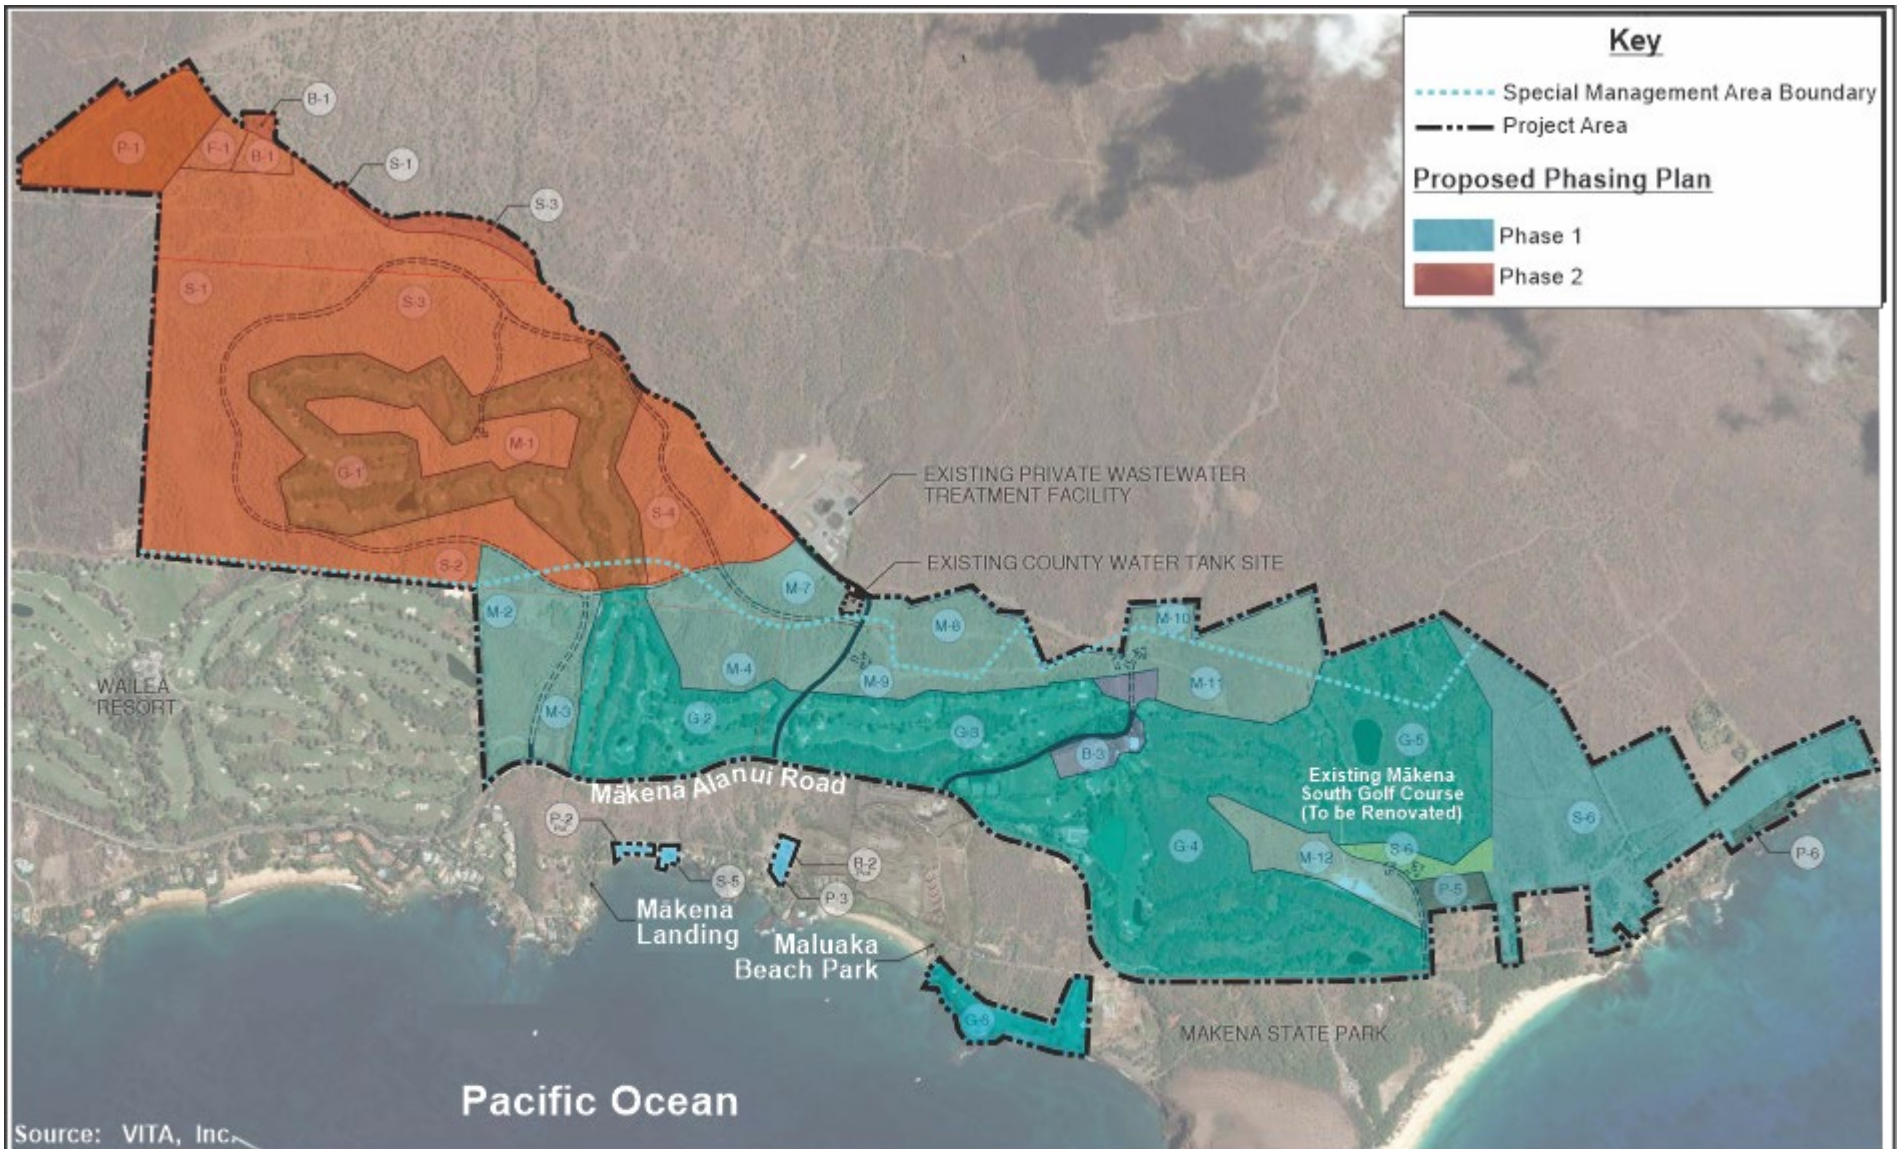 Key
Special Management Area Boundary
Project Area
Proposed Phasing Plan
Phase 1
Phase 2
B-1
P-1
F-1
B-1
S-1
S-3
S-1
S-3
M-1
G-1
S-4
EXISTING PRIVATE WASTEWATER
TREATMENT FACILITY
S-2
EXISTING COUNTY WATER TANK SITE
M-7
M-2
M-8
M-10
M-4
M-9
M-11
WAILEA
RESORT
M-3
G-2
G-3
B-3
G-5
Existing Mākena
South Golf Course
(To be Renovated)
Mākena Alanui Road
P-2
S-6
G-4
S-6
M-12
P-6
B-2
S-5
P-5
P-3
Mākena
Landing
Maluaka
Beach Park
G-6
MAKENA STATE PARK
Pacific Ocean
Source: VITA, Inc.